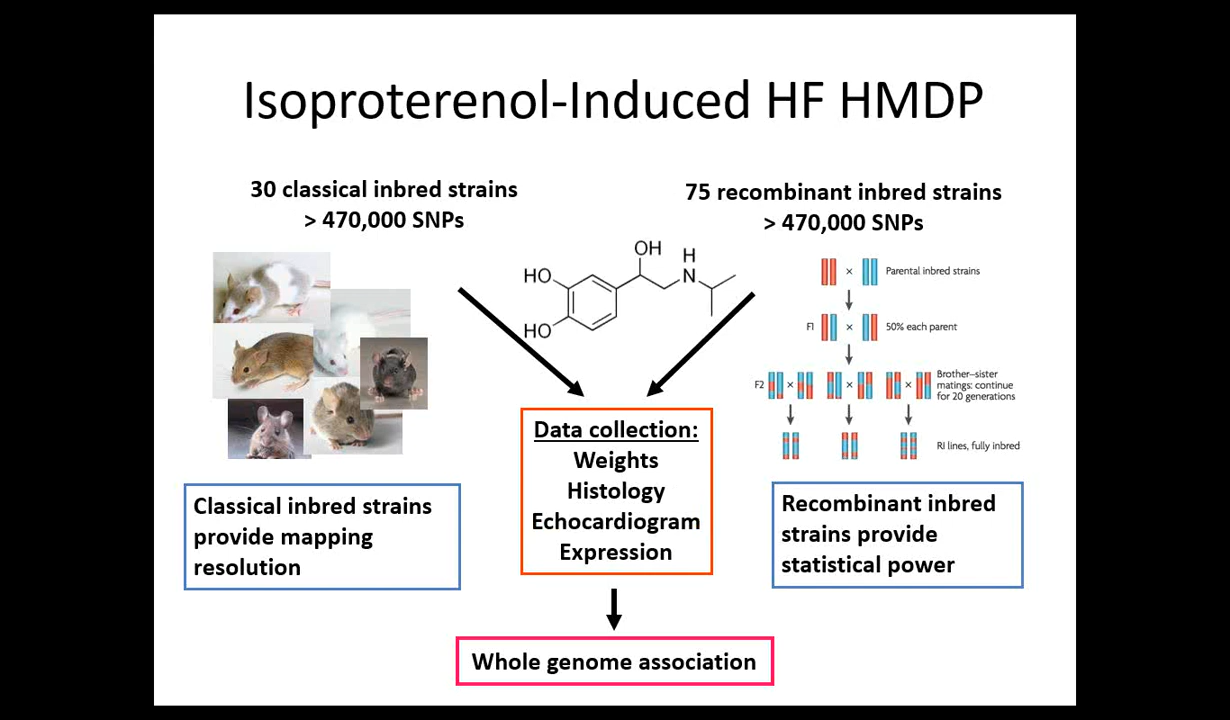 Isoproterenol-Induced HF HMDP
30 classical inbred strains
> 470,000 SNPs
75 recombinant inbred strains
> 470,000 SNPs
OH
H
N
HO
HO
Parental inbred strains
×
F1
×
50% each parent
F2
×
×
×
Brother–sister
matings: continue
for 20 generations
RI lines, fully inbred
Data collection:
Weights
Histology
Echocardiogram
Expression
Classical inbred strains
provide mapping
resolution
Recombinant inbred
strains provide
statistical power
Whole genome association